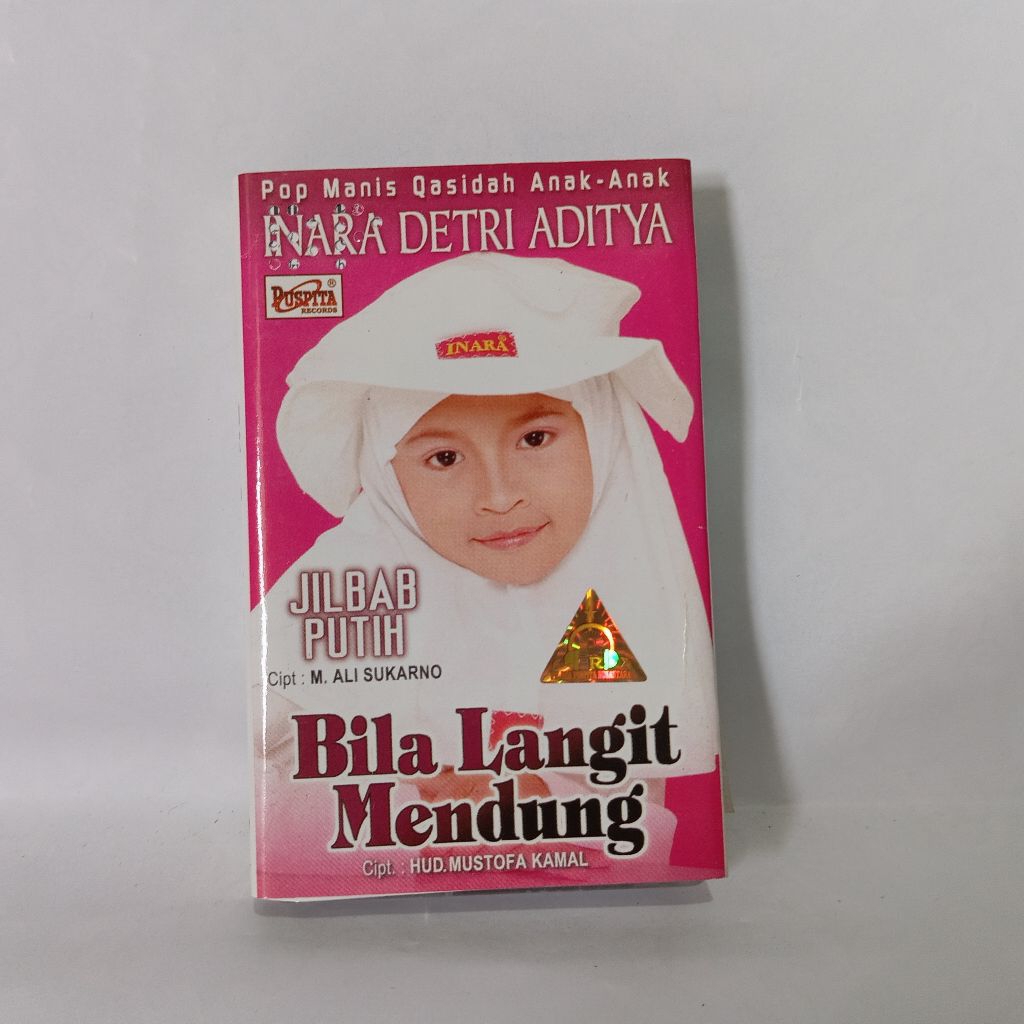 Pop Manis Qasidah Anak-Anak
INARA DETRI ADITYA
PUSPITA ®
RECORDS
INARA
JILBAB
PUTIH
Cipt : M. ALI SUKARNO
Bila Langit
Mendung
Cipt. : HUD. MUSTOFA KAMAL